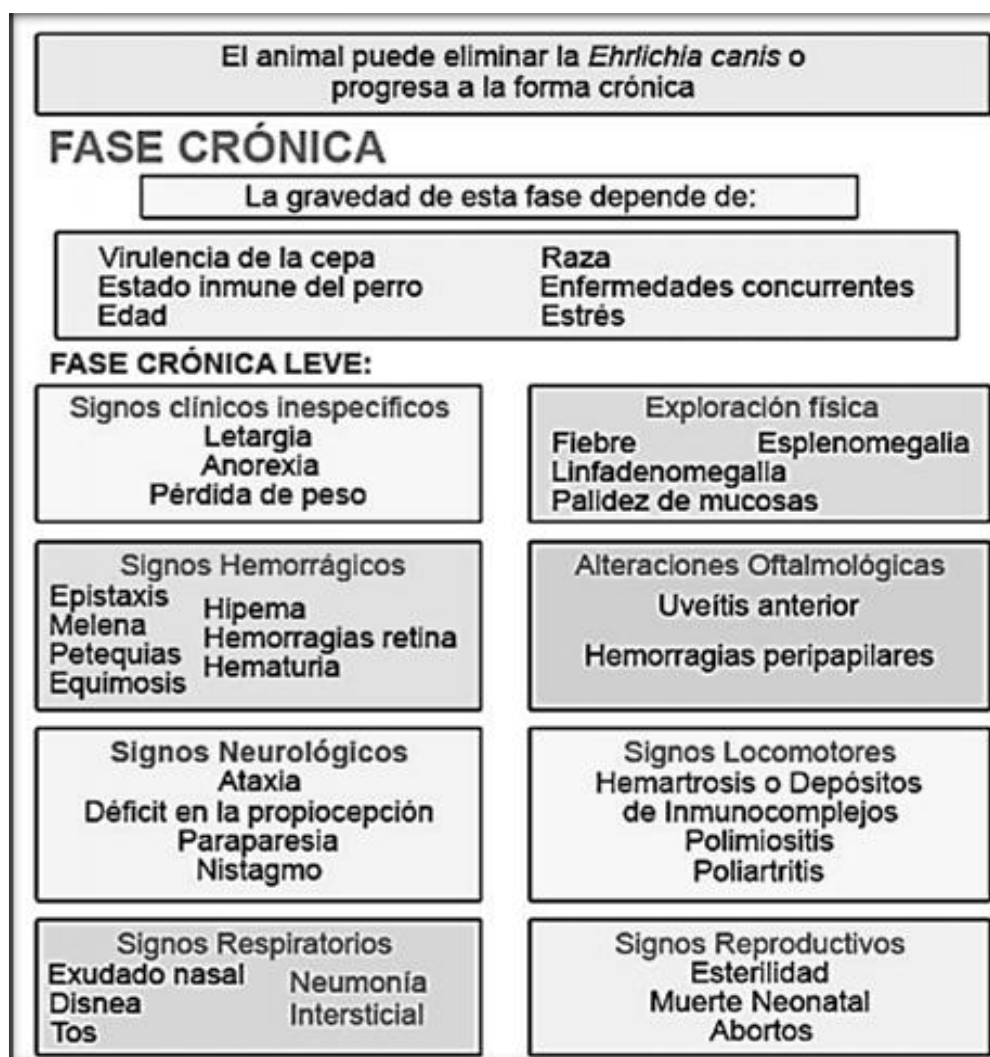 El animal puede eliminar la Ehrlichia canis o
progresa a la forma crónica
FASE CRÓNICA
La gravedad de esta fase depende de:
Virulencia de la cepa
Estado inmune del perro
Edad
Raza
Enfermedades concurrentes
Estrés
FASE CRÓNICA LEVE:
Signos clínicos inespecíficos
Letargia
Anorexia
Pérdida de peso
Exploración física
Fiebre
Esplenomegalia
Linfadenomegalia
Palidez de mucosas
Signos Hemorrágicos
Epistaxis
Melena
Petequias
Equimosis
Hipema
Hemorragias retina
Hematuria
Alteraciones Oftalmológicas
Uveítis anterior
Hemorragias peripapilares
Signos Neurológicos
Ataxia
Déficit en la propiocepción
Paraparesia
Nistagmo
Signos Locomotores
Hemartrosis o Depósitos
de Inmunocomplejos
Polimiositis
Poliartritis
Signos Respiratorios
Exudado nasal
Disnea
Tos
Neumonía
Intersticial
Signos Reproductivos
Esterilidad
Muerte Neonatal
Abortos